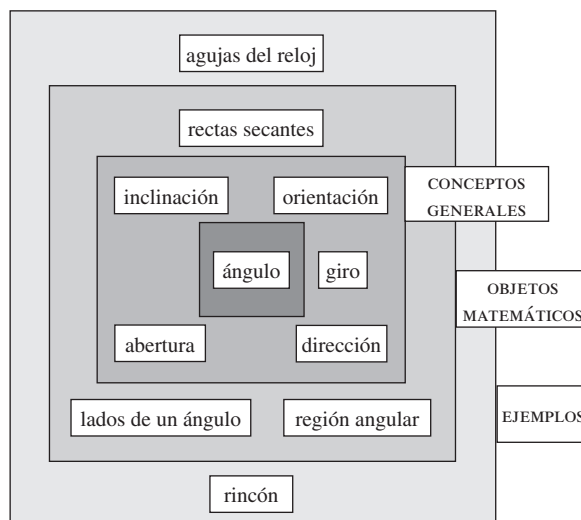 agujas del reloj
rectas secantes
inclinación
orientación
CONCEPTOS
GENERALES
ángulo
giro
OBJETOS
MATEMÁTICOS
abertura
dirección
lados de un ángulo
región angular
EJEMPLOS
rincón